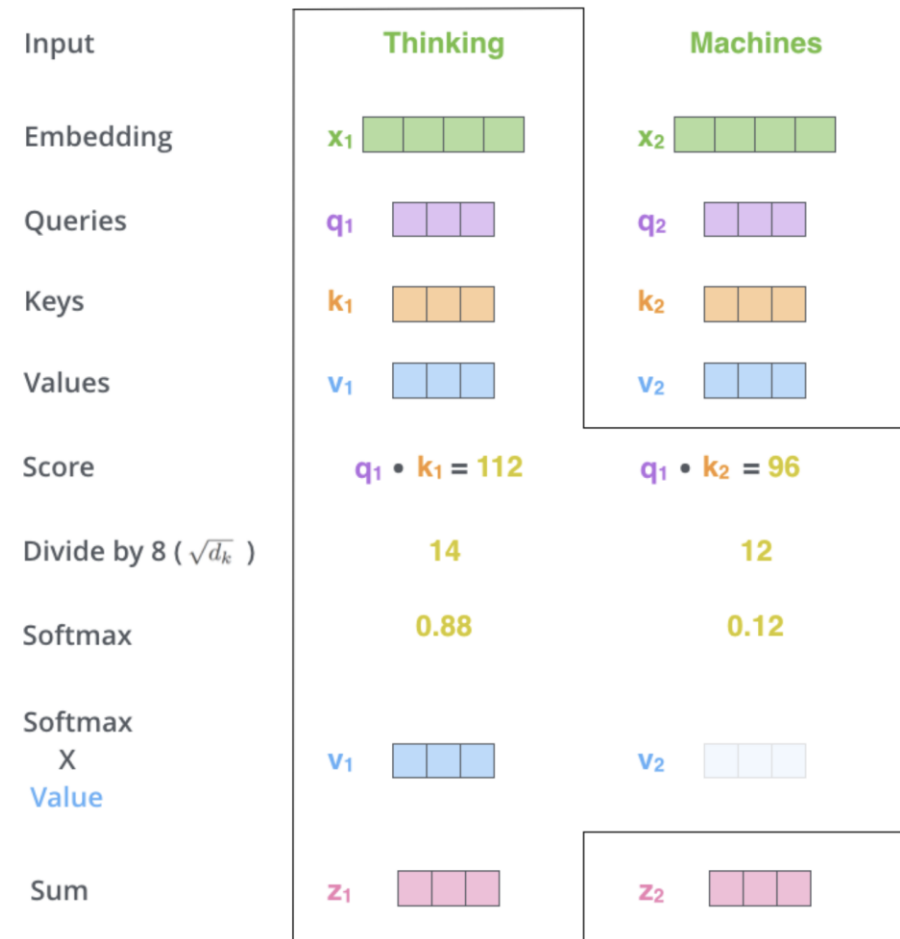 Input Thinking Machines
Embedding x₁ x₂
Queries q₁ q₂
Keys k₁ k₂
Values v₁ v₂
Score q₁ • k₁ = 112 q₁ • k₂ = 96
Divide by 8 ( √dₖ ) 14 12
Softmax 0.88 0.12
Softmax
X v₁ v₂
Value
Sum z₁ z₂